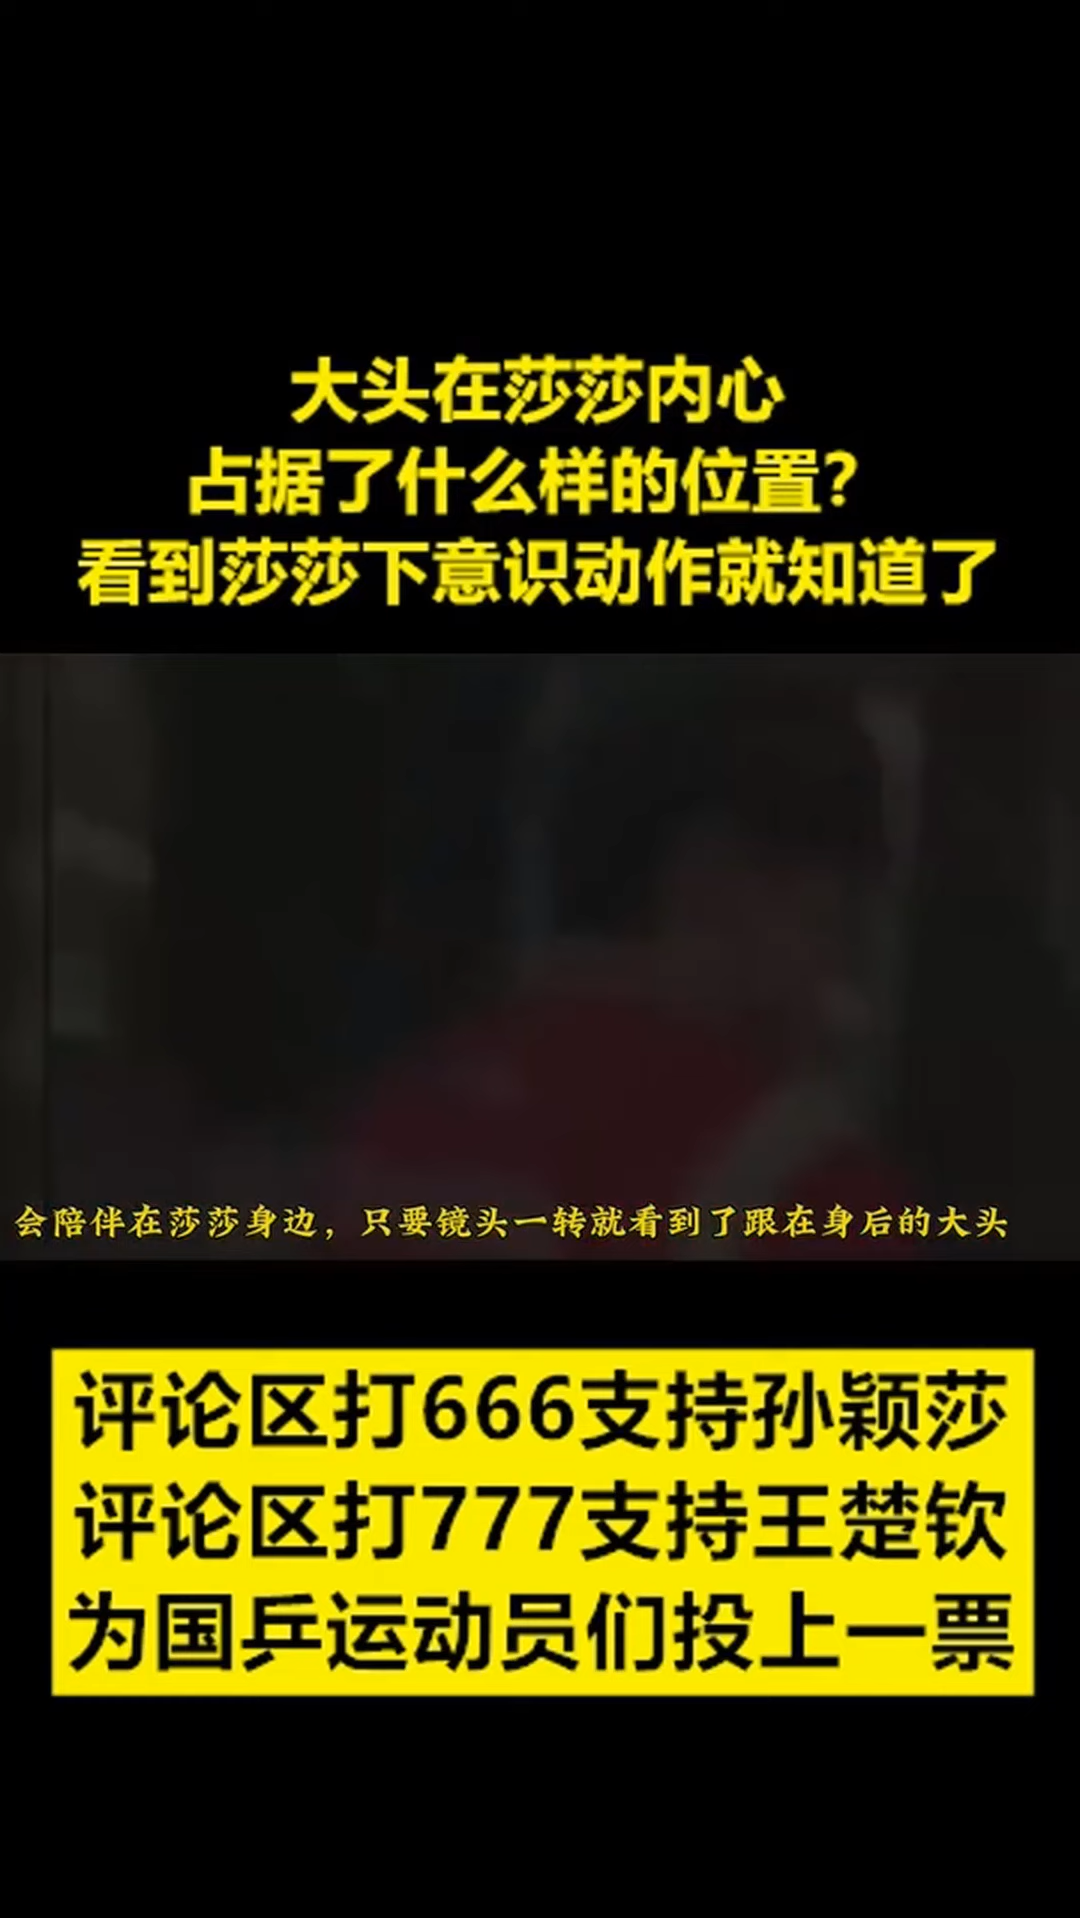 大头在莎莎内心
占据了什么样的位置？
看到莎莎下意识动作就知道了
会陪伴在莎莎身边，只要镜头一转就看到了跟在身后的大头
评论区打666支持孙颖莎
评论区打777支持王楚钦
为国乒运动员们投上一票